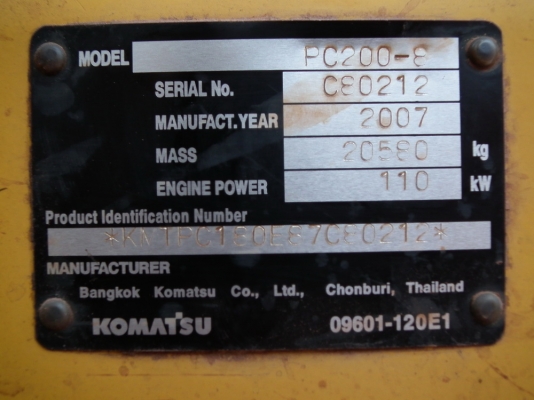 MODEL PC200-8
SERIAL No. C80212
MANUFACT.YEAR 2007
MASS 20580 kg
ENGINE POWER 110 kW
Product Identification Number
MANUFACTURER
Bangkok Komatsu Co., Ltd., Chonburi, Thailand
KOMATSU 09601-120E1